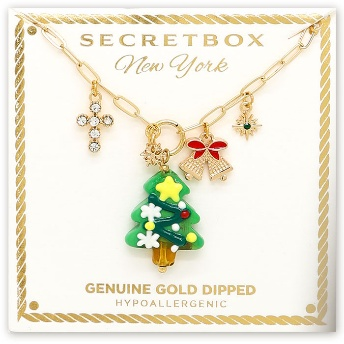 SECRETBOX
New York
GENUINE GOLD DIPPED
HYPOALLERGENIC